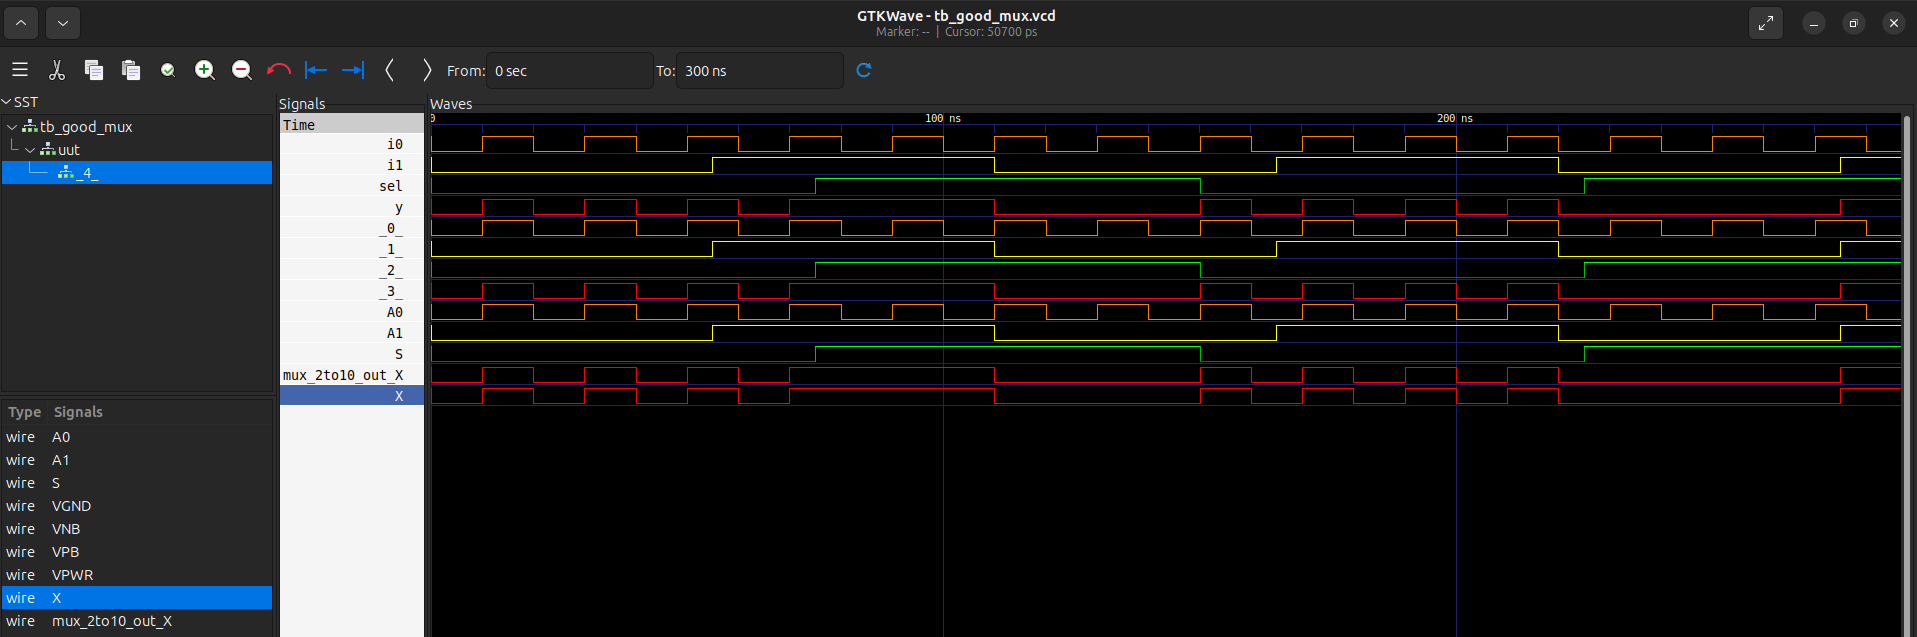 GTKWave - tb_good_mux.vcd
Marker: -- | Cursor: 50700 ps
From: 0 sec To: 300 ns
SST
tb_good_mux
uut
_4_
Type Signals
wire A0
wire A1
wire S
wire VGND
wire VNB
wire VPB
wire VPWR
wire X
wire mux_2to10_out_X
Signals
Time
i0
i1
sel
y
_0_
_1_
_2_
_3_
A0
A1
S
mux_2to10_out_X
X
Waves
0 100 ns 200 ns